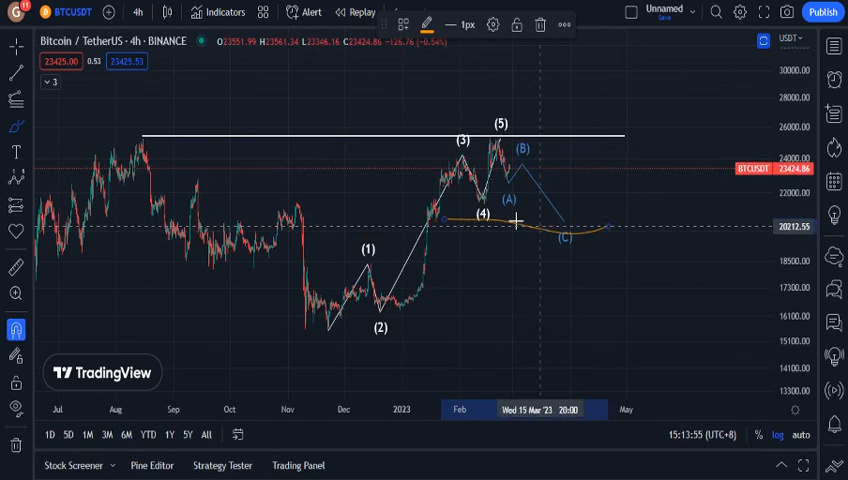 G 11 BTCUSDT 4h Indicators Alert Replay Unnamed Save Publish
1px
Bitcoin / TetherUS · 4h · BINANCE O23551.99 H23561.34 L23346.16 C23424.86 -126.76 (-0.54%) USDT
23425.00 0.53 23425.53
3
30000.00
28000.00
26000.00
24000.00
BTCUSDT 23424.86
22000.00
20212.55
18500.00
17400.00
16100.00
15100.00
14100.00
13300.00
(1)
(2)
(3)
(4)
(5)
(A)
(B)
(C)
TradingView
Jul Aug Sep Oct Nov Dec 2023 Feb Wed 15 Mar '23 20:00 May
1D 5D 1M 3M 6M YTD 1Y 5Y All 15:13:55 (UTC+8) % log auto
Stock Screener Pine Editor Strategy Tester Trading Panel